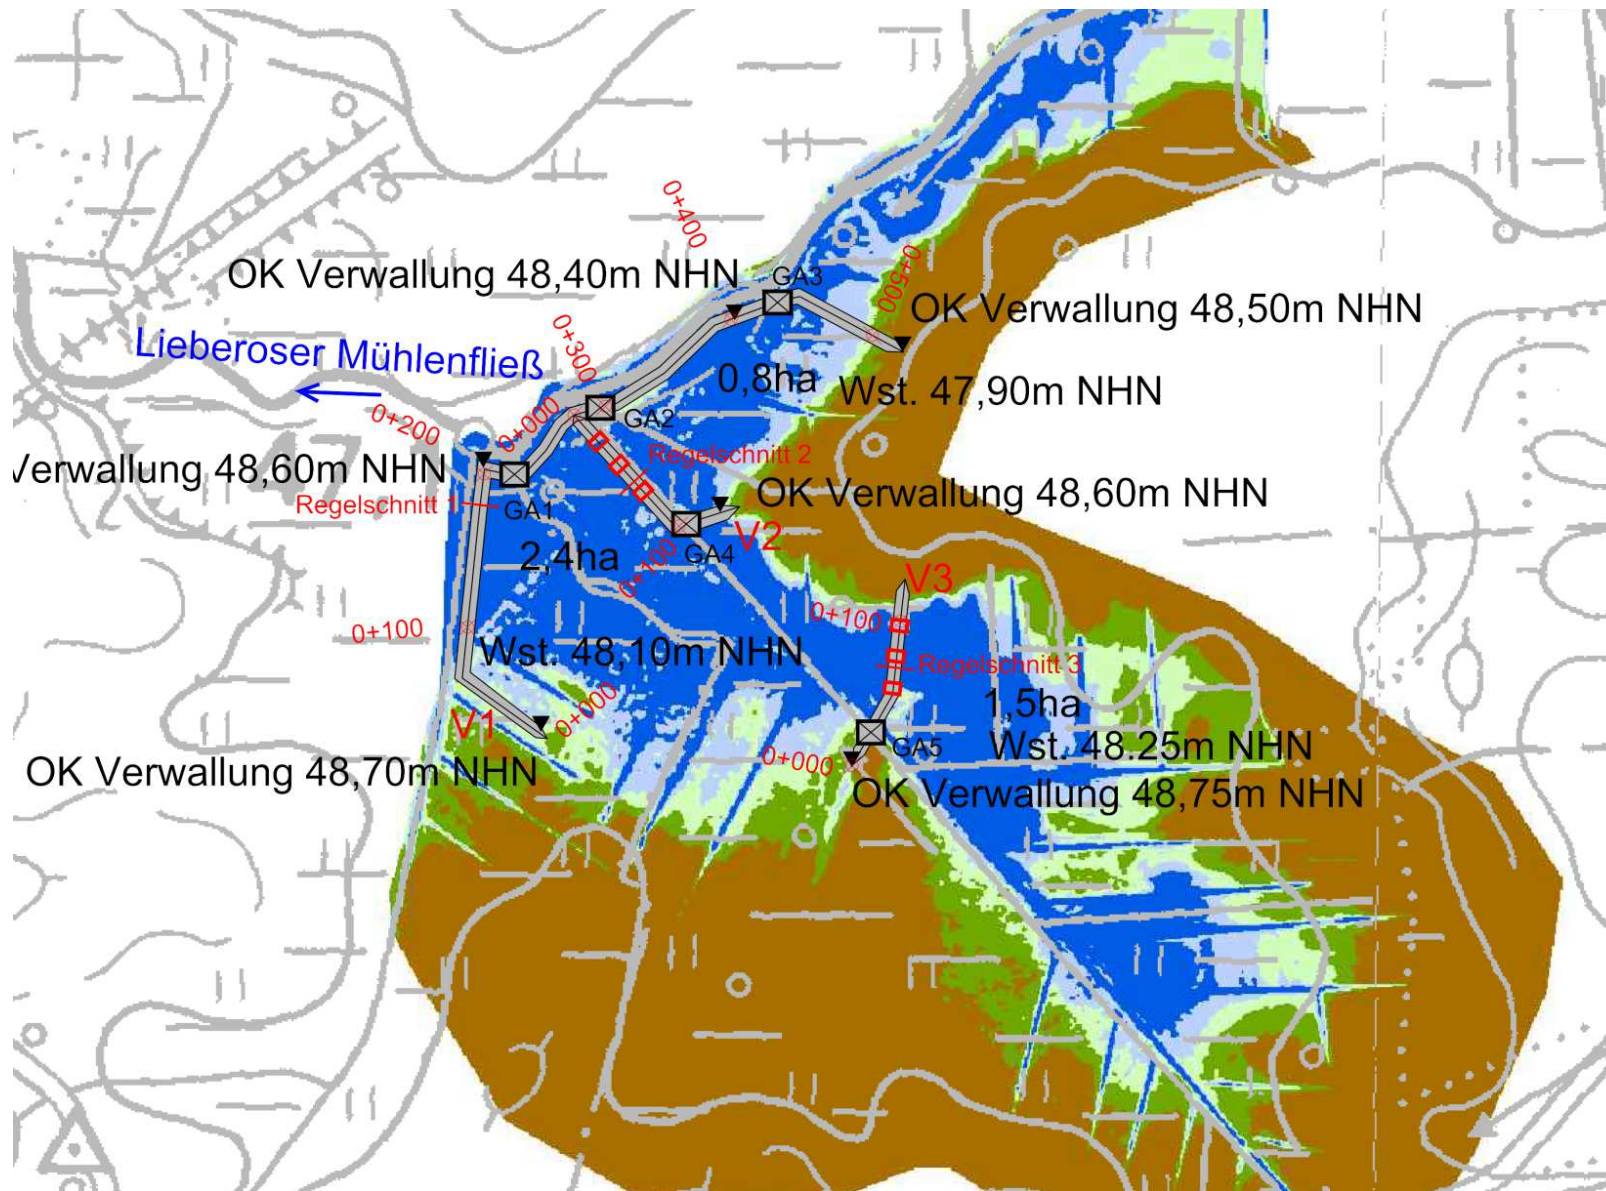 0+400
OK Verwallung 48,40m NHN
GA3
0+500
OK Verwallung 48,50m NHN
Lieberoser Mühlenfließ
0+300
0,8ha
Wst. 47,90m NHN
0+200
0+000
GA2
Verwallung 48,60m NHN
47
Regelschnitt 2
Regelschnitt 1
GA1
OK Verwallung 48,60m NHN
2,4ha
GA4
V2
0+100
V3
0+100
0+100
Wst. 48,10m NHN
Regelschnitt 3
1,5ha
V1
0+000
GA5
Wst. 48.25m NHN
0+000
OK Verwallung 48,70m NHN
OK Verwallung 48,75m NHN